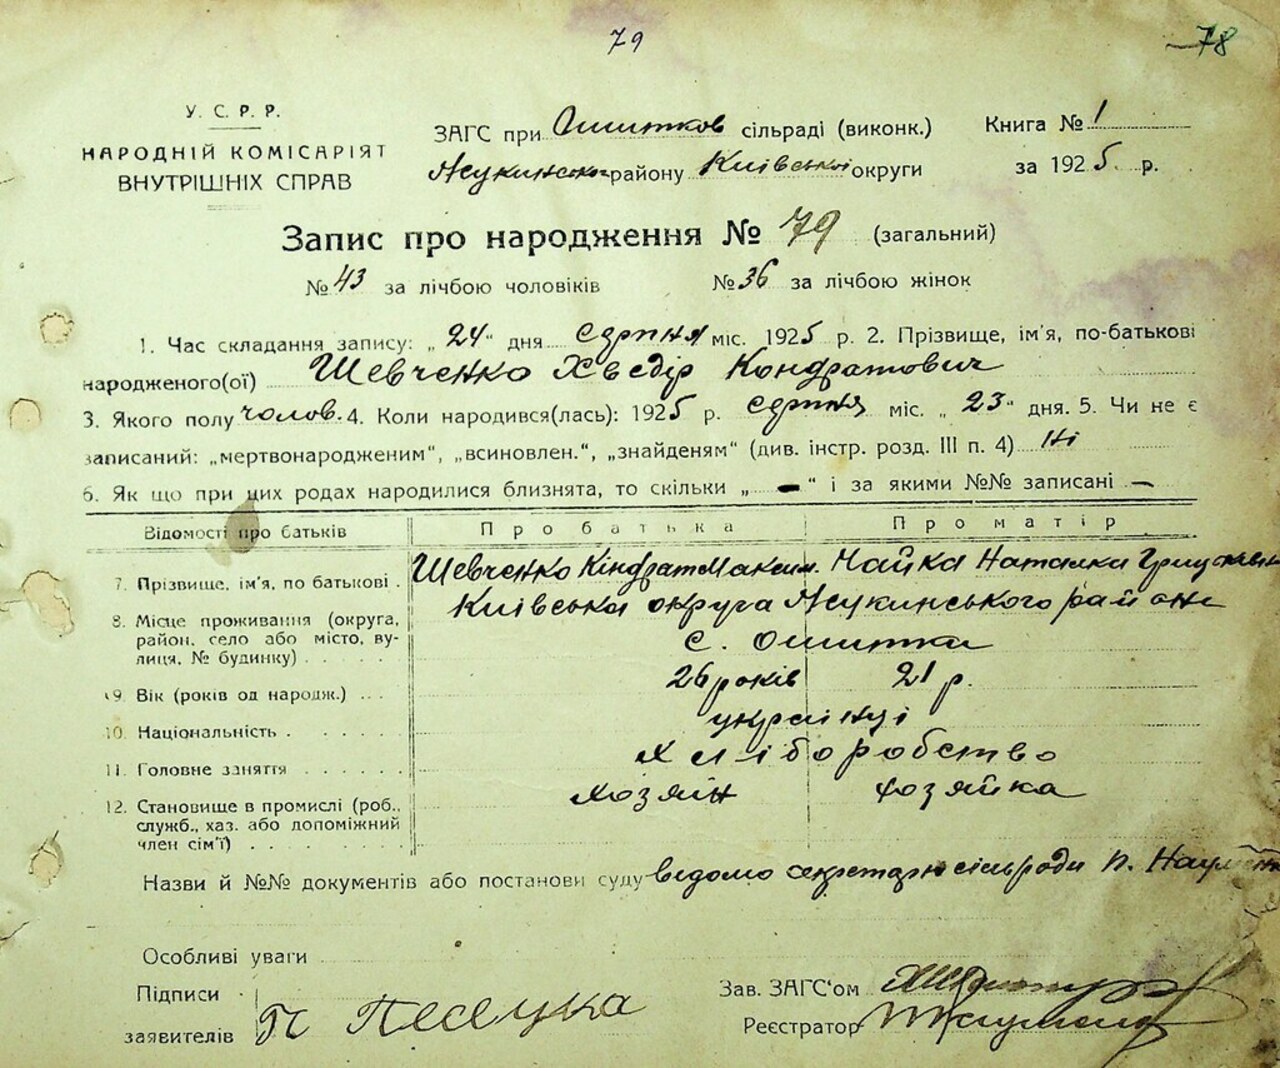 79
78
У. С. Р. Р.
НАРОДНІЙ КОМІСАРІЯТ
ВНУТРІШНІХ СПРАВ
ЗАГС при Ошитков сільраді (виконк.)
району Київської округи
Книга № 1
за 1925 р.
Запис про народження № 79 (загальний)
№ 43 за лічбою чоловіків № 36 за лічбою жінок
1. Час складання запису: „24“ дня серпня міс. 1925 р. 2. Прізвище, ім'я, по-батькові
народженого(ої) Шевченко Хведір Кондратович
3. Якого полу чолов. 4. Коли народився(лась): 1925 р. серпня міс. „23“ дня. 5. Чи не є
записаний: „мертвонародженим“, „всиновлен.“, „знайденям“ (див. інстр. розд. III п. 4) Ні
6. Як що при цих родах народилися близнята, то скільки „-“ і за якими №№ записані -
Відомості про батьків Про батька Про матір
7. Прізвище, ім'я, по батькові . Шевченко Кіндрат Максим. Чайка Наталка
8. Місце проживання (округа, район, село або місто, вулиця, № будинку) Київська округа района
с. Ошитки
9 Вік (років од народж.) 26 років 21 р.
10. Національність українці
11. Головне заняття хліборобство
12. Становище в промислі (роб., служб., хаз. або допоміжний член сім'ї) хозяїн хозяйка
Назви й №№ документів або постанови суду ведомо секретарю сільроди П.
Особливі уваги
Підписи
заявителів П Песецка
Зав. ЗАГС'ом
Реєстратор